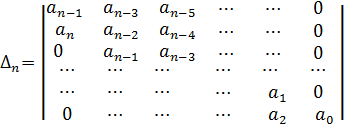 a_{n-1} a_{n-3} a_{n-5} ⋯ ⋯ 0
a_n a_{n-2} a_{n-4} ⋯ ⋯ 0
Δ_n = 0 a_{n-1} a_{n-3} ⋯ ⋯ 0
⋯ ⋯ ⋯ ⋯ ⋯ ⋯
⋯ ⋯ ⋯ ⋯ a_1 0
0 ⋯ ⋯ ⋯ a_2 a_0